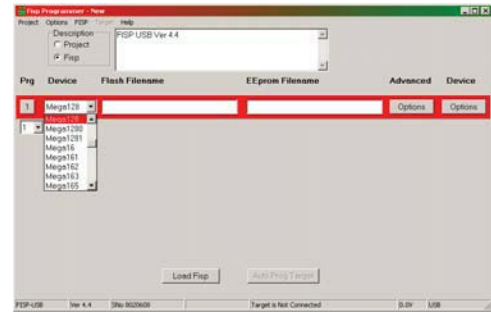 Fisp Programmer - New
Project Options FISP Target Help
Description
Project
Fisp
FISP USB Ver 4.4
Prg Device Flash Filename EEprom Filename Advanced Device
1 Mega128 Options Options
1
Mega128
Mega1280
Mega1281
Mega16
Mega161
Mega162
Mega163
Mega165
Load Fisp Auto Prog Target
FISP-USB Ver 4.4 SNo 0020600 Target is Not Connected 0.0V USB